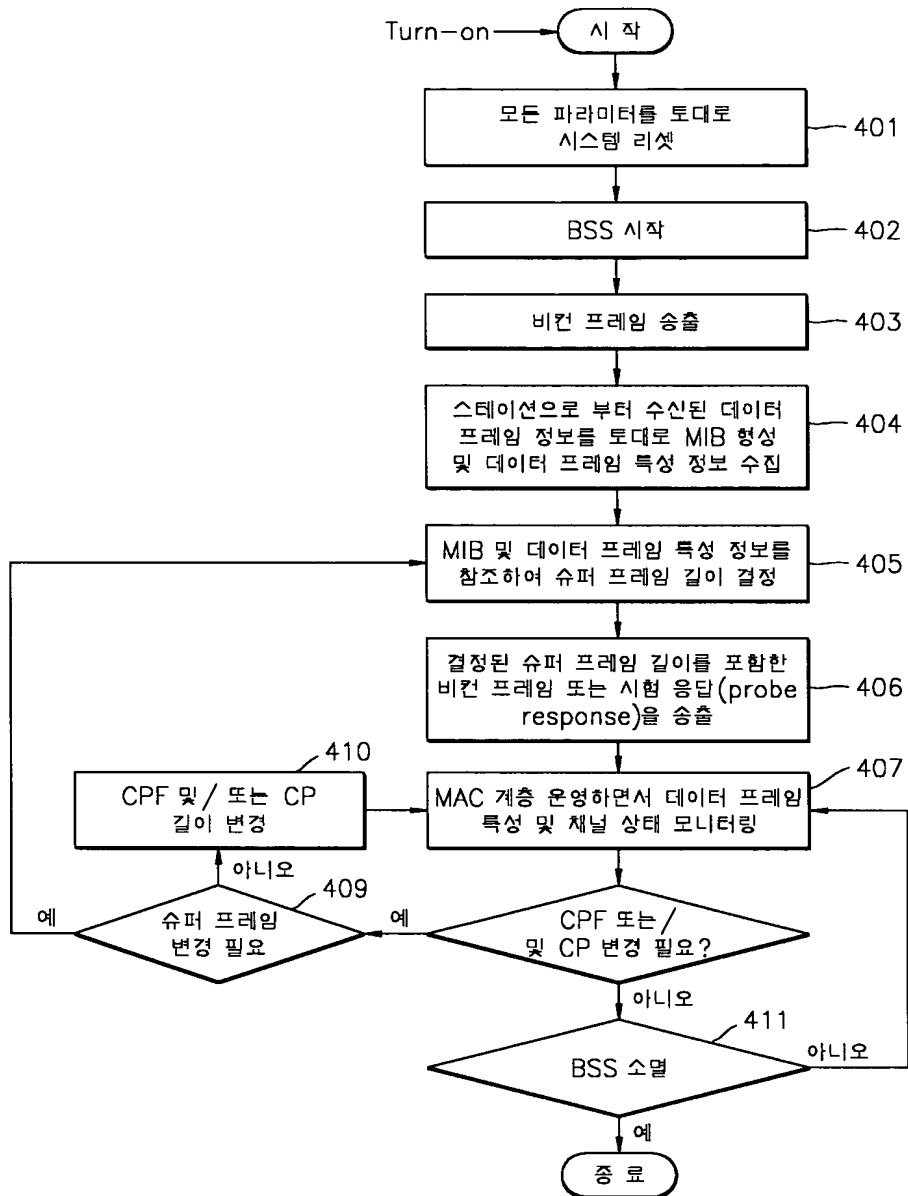 Turn-on
시 작
모든 파라미터를 토대로
시스템 리셋
401
BSS 시작
402
비컨 프레임 송출
403
스테이션으로 부터 수신된 데이터
프레임 정보를 토대로 MIB 형성
및 데이터 프레임 특성 정보 수집
404
MIB 및 데이터 프레임 특성 정보를
참조하여 슈퍼 프레임 길이 결정
405
결정된 슈퍼 프레임 길이를 포함한
비컨 프레임 또는 시험 응답(probe
response)을 송출
406
410
CPF 및/ 또는 CP
길이 변경
407
MAC 계층 운영하면서 데이터 프레임
특성 및 채널 상태 모니터링
아니오
409
예
슈퍼 프레임
변경 필요
예
CPF 또는/
및 CP 변경 필요?
아니오
411
BSS 소멸
아니오
예
종 료